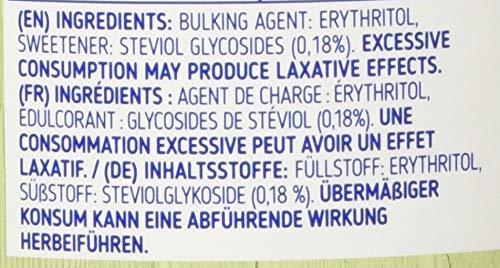 (EN) INGREDIENTS: BULKING AGENT: ERYTHRITOL,
SWEETENER: STEVIOL GLYCOSIDES (0,18%). EXCESSIVE
CONSUMPTION MAY PRODUCE LAXATIVE EFFECTS.
(FR) INGRÉDIENTS : AGENT DE CHARGE : ÉRYTHRITOL,
EDULCORANT : GLYCOSIDES DE STÉVIOL (0,18%). UNE
CONSOMMATION EXCESSIVE PEUT AVOIR UN EFFET
LAXATIF. / (DE) INHALTSSTOFFE: FÜLLSTOFF: ERYTHRITOL,
SÜßSTOFF: STEVIOLGLYKOSIDE (0,18 %). ÜBERMÄßIGER
KONSUM KANN EINE ABFÜHRENDE WIRKUNG
HERBEIFÜHREN.